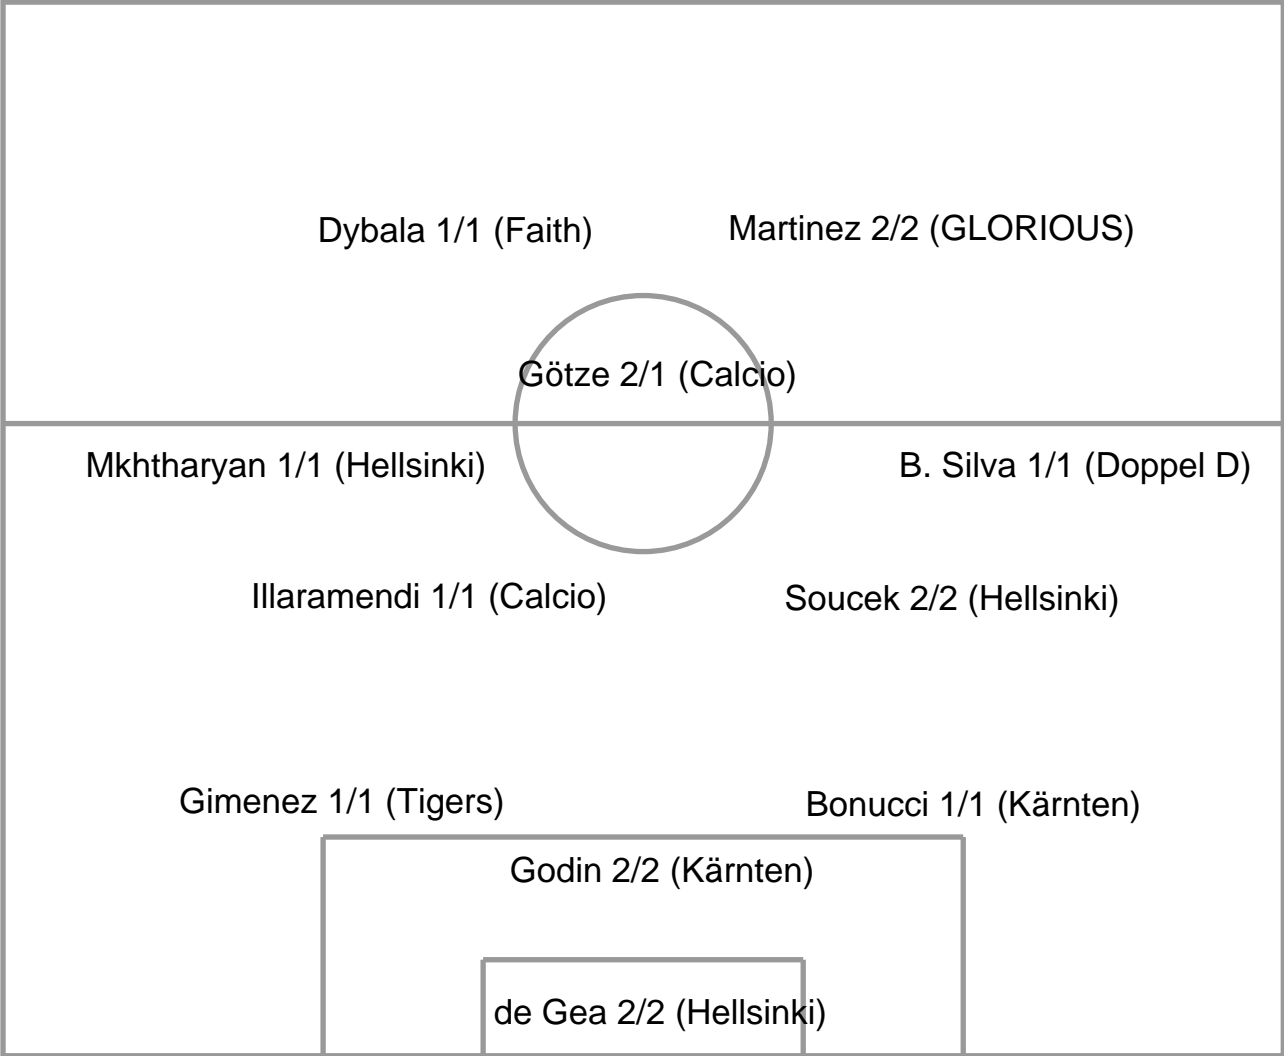 Dybala 1/1 (Faith)
Martinez 2/2 (GLORIOUS)
Götze 2/1 (Calcio)
Mkhtharyan 1/1 (Hellsinki)
B. Silva 1/1 (Doppel D)
Illaramendi 1/1 (Calcio)
Soucek 2/2 (Hellsinki)
Gimenez 1/1 (Tigers)
Bonucci 1/1 (Kärnten)
Godin 2/2 (Kärnten)
de Gea 2/2 (Hellsinki)